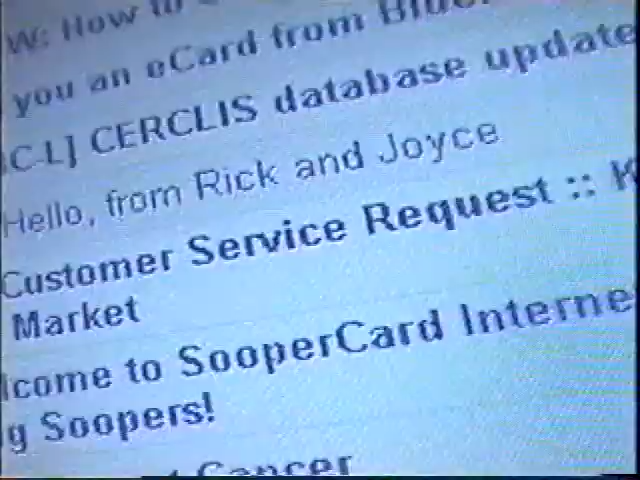 W: How to
you an eCard from Blue
C-L] CERCLIS database update
Hello, from Rick and Joyce
Customer Service Request :: K
Market
lcome to SooperCard Interne
g Soopers!
t Cancer